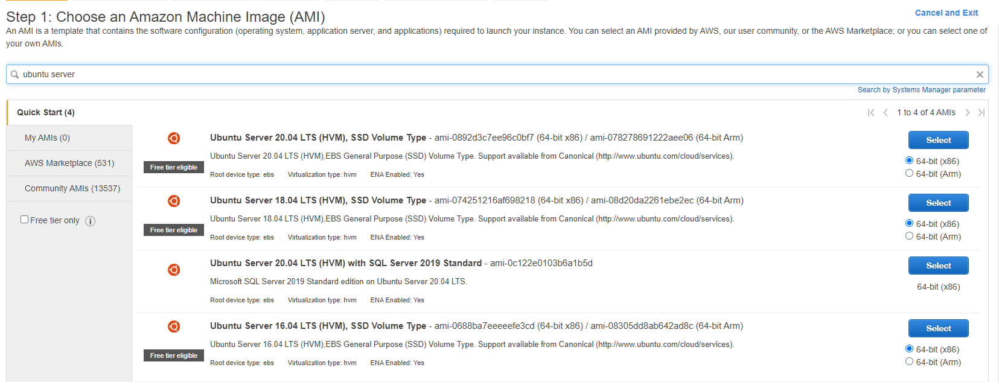 Step 1: Choose an Amazon Machine Image (AMI)
Cancel and Exit
An AMI is a template that contains the software configuration (operating system, application server, and applications) required to launch your instance. You can select an AMI provided by AWS, our user community, or the AWS Marketplace; or you can select one of
your own AMIs.
ubuntu server
Search by Systems Manager parameter
Quick Start (4)
1 to 4 of 4 AMIs
My AMIs (0)
AWS Marketplace (531)
Community AMIs (13537)
Free tier only
Ubuntu Server 20.04 LTS (HVM), SSD Volume Type - ami-0892d3c7ee96c0bf7 (64-bit x86) / ami-078278691222aee06 (64-bit Arm)
Ubuntu Server 20.04 LTS (HVM),EBS General Purpose (SSD) Volume Type. Support available from Canonical (http://www.ubuntu.com/cloud/services).
Free tier eligible
Root device type: ebs Virtualization type: hvm ENA Enabled: Yes
Select
64-bit (x86)
64-bit (Arm)
Ubuntu Server 18.04 LTS (HVM), SSD Volume Type - ami-074251216af698218 (64-bit x86) / ami-08d20da2261ebe2ec (64-bit Arm)
Ubuntu Server 18.04 LTS (HVM),EBS General Purpose (SSD) Volume Type. Support available from Canonical (http://www.ubuntu.com/cloud/services).
Free tier eligible
Root device type: ebs Virtualization type: hvm ENA Enabled: Yes
Select
64-bit (x86)
64-bit (Arm)
Ubuntu Server 20.04 LTS (HVM) with SQL Server 2019 Standard - ami-0c122e0103b6a1b5d
Microsoft SQL Server 2019 Standard edition on Ubuntu Server 20.04 LTS.
Root device type: ebs Virtualization type: hvm ENA Enabled: Yes
Select
64-bit (x86)
Ubuntu Server 16.04 LTS (HVM), SSD Volume Type - ami-0688ba7eeeeefe3cd (64-bit x86) / ami-08305dd8ab642ad8c (64-bit Arm)
Ubuntu Server 16.04 LTS (HVM),EBS General Purpose (SSD) Volume Type. Support available from Canonical (http://www.ubuntu.com/cloud/services).
Free tier eligible
Root device type: ebs Virtualization type: hvm ENA Enabled: Yes
Select
64-bit (x86)
64-bit (Arm)